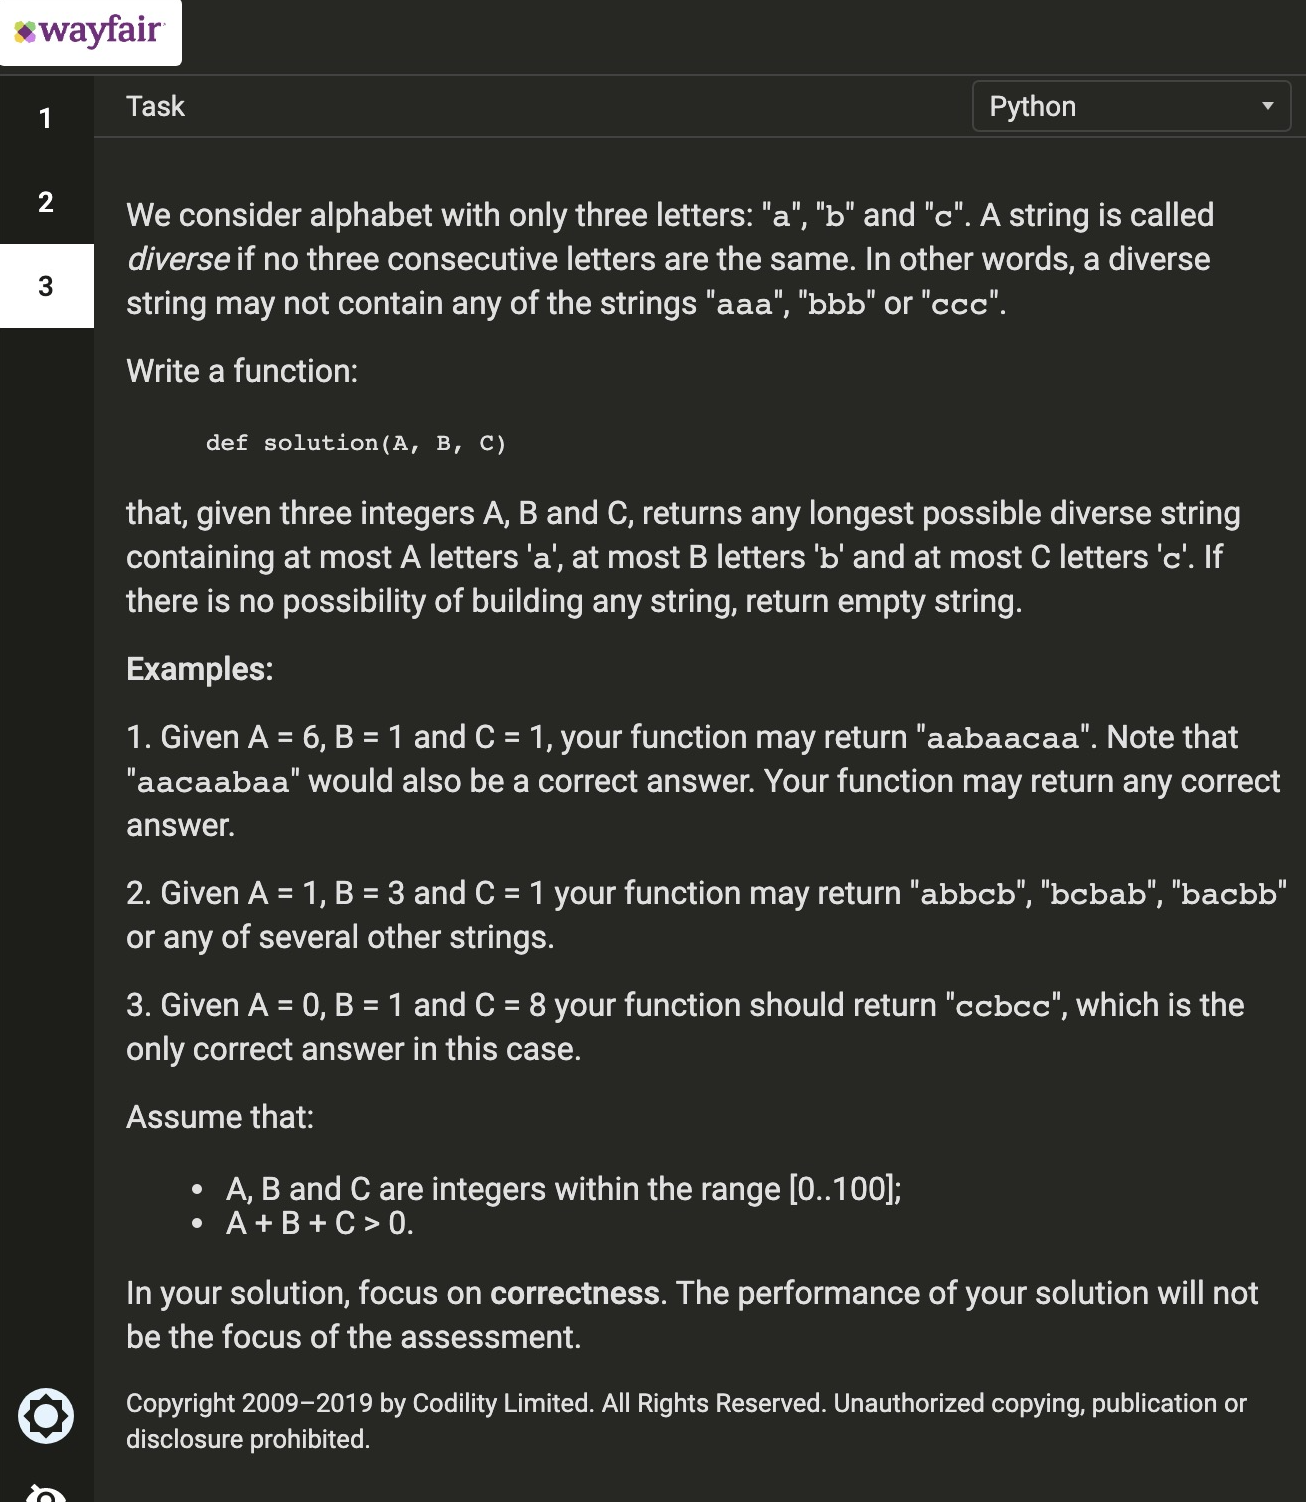 wayfair
1
Task
Python
2
We consider alphabet with only three letters: "a", "b" and "c". A string is called
diverse if no three consecutive letters are the same. In other words, a diverse
3
string may not contain any of the strings "aaa", "bbb" or "ccc".
Write a function:
def solution(A, B, C)
that, given three integers A, B and C, returns any longest possible diverse string
containing at most A letters 'a', at most B letters 'b' and at most C letters 'c'. If
there is no possibility of building any string, return empty string.
Examples:
1. Given A = 6, B = 1 and C = 1, your function may return "aabaacaa". Note that
"aacaabaa" would also be a correct answer. Your function may return any correct
answer.
2. Given A = 1, B = 3 and C = 1 your function may return "abbcb", "bcbab", "bacbb"
or any of several other strings.
3. Given A = 0, B = 1 and C = 8 your function should return "ccbcc", which is the
only correct answer in this case.
Assume that:
• A, B and C are integers within the range [0..100];
• A + B + C > 0.
In your solution, focus on correctness. The performance of your solution will not
be the focus of the assessment.
Copyright 2009–2019 by Codility Limited. All Rights Reserved. Unauthorized copying, publication or
disclosure prohibited.